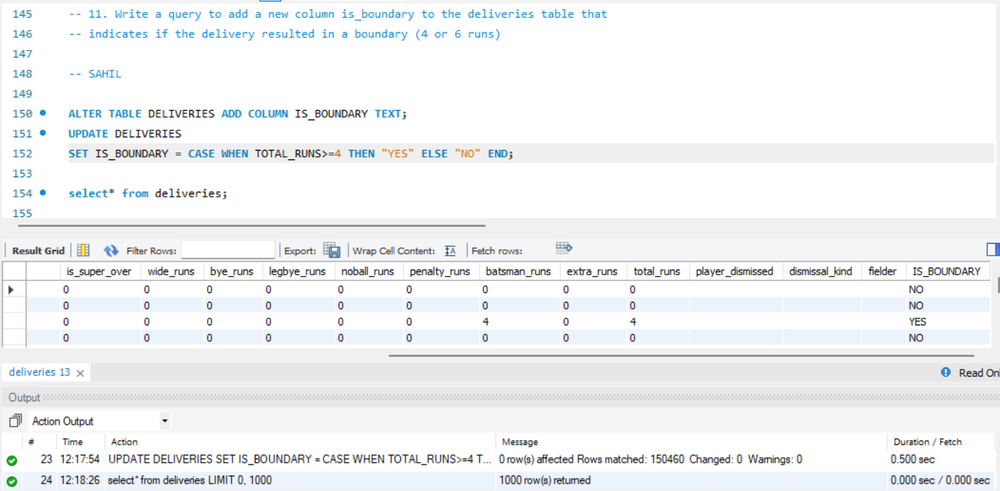 145 -- 11. Write a query to add a new column is_boundary to the deliveries table that
146 -- indicates if the delivery resulted in a boundary (4 or 6 runs)
147
148 -- SAHIL
149
150 ALTER TABLE DELIVERIES ADD COLUMN IS_BOUNDARY TEXT;
151 UPDATE DELIVERIES
152 SET IS_BOUNDARY = CASE WHEN TOTAL_RUNS>=4 THEN "YES" ELSE "NO" END;
153
154 select* from deliveries;
155
Result Grid Filter Rows: Export: Wrap Cell Content: Fetch rows:
is_super_over wide_runs bye_runs legbye_runs noball_runs penalty_runs batsman_runs extra_runs total_runs player_dismissed dismissal_kind fielder IS_BOUNDARY
0 0 0 0 0 0 0 0 0 NO
0 0 0 0 0 0 0 0 0 NO
0 0 0 0 0 0 4 0 4 YES
0 0 0 0 0 0 0 0 0 NO
deliveries 13 Read Onl
Output
Action Output
# Time Action Message Duration / Fetch
23 12:17:54 UPDATE DELIVERIES SET IS_BOUNDARY = CASE WHEN TOTAL_RUNS>=4 T... 0 row(s) affected Rows matched: 150460 Changed: 0 Warnings: 0 0.500 sec
24 12:18:26 select* from deliveries LIMIT 0, 1000 1000 row(s) returned 0.000 sec / 0.000 sec